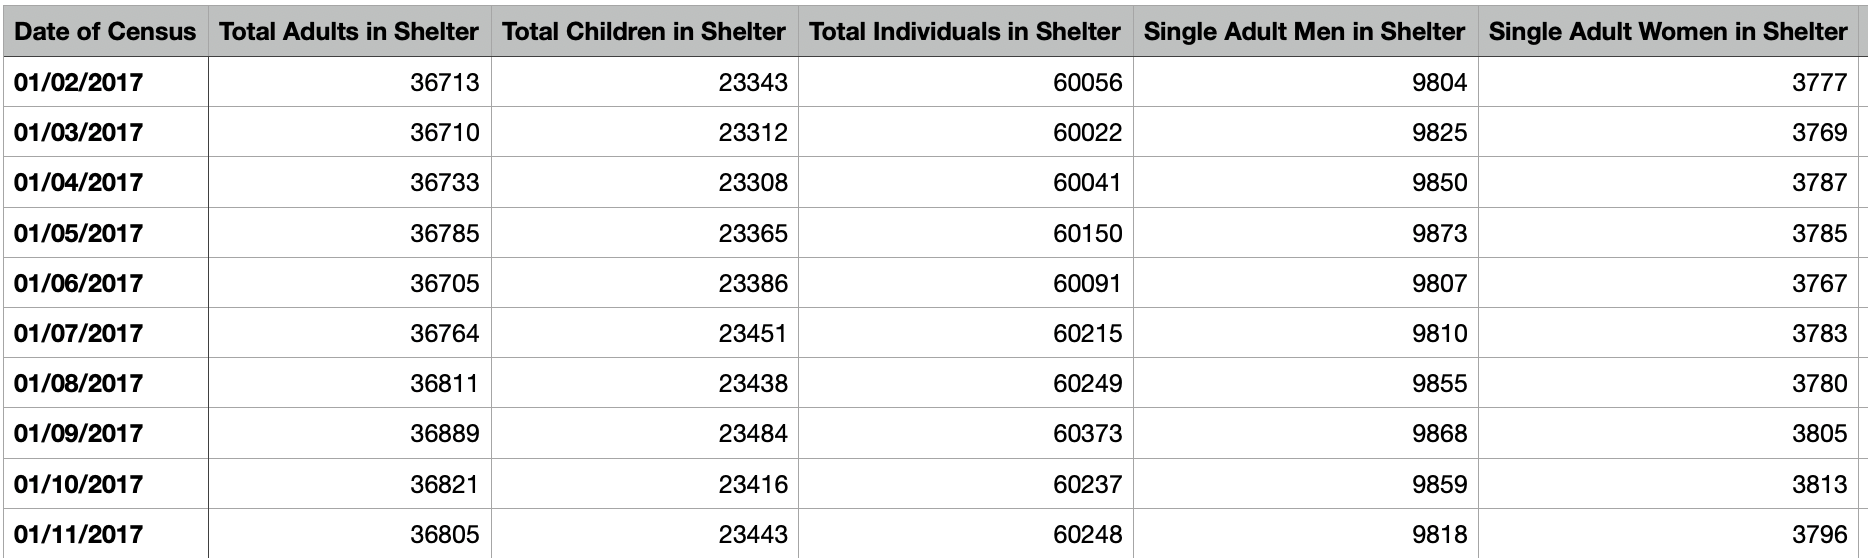 Date of Census Total Adults in Shelter Total Children in Shelter Total Individuals in Shelter Single Adult Men in Shelter Single Adult Women in Shelter
01/02/2017 36713 23343 60056 9804 3777
01/03/2017 36710 23312 60022 9825 3769
01/04/2017 36733 23308 60041 9850 3787
01/05/2017 36785 23365 60150 9873 3785
01/06/2017 36705 23386 60091 9807 3767
01/07/2017 36764 23451 60215 9810 3783
01/08/2017 36811 23438 60249 9855 3780
01/09/2017 36889 23484 60373 9868 3805
01/10/2017 36821 23416 60237 9859 3813
01/11/2017 36805 23443 60248 9818 3796